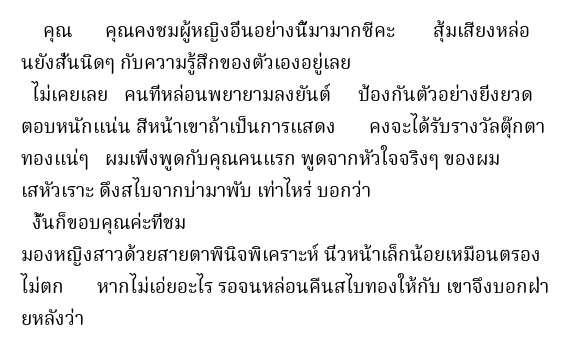 คุณ คุณคงชมผู้หญิงอื่นอย่างนี้มามากซีคะ สุ้มเสียงหล่อ
นยังสั่นนิดๆ กับความรู้สึกของตัวเองอยู่เลย
ไม่เคยเลย คนที่หล่อนพยายามลงยันต์ ป้องกันตัวอย่างยิ่งยวด
ตอบหนักแน่น สีหน้าเขาถ้าเป็นการแสดง คงจะได้รับรางวัลตุ๊กตา
ทองแน่ๆ ผมเพิ่งพูดกับคุณคนแรก พูดจากหัวใจจริงๆ ของผม
เสหัวเราะ ดึงสไบจากบ่ามาพับ เท่าไหร่ บอกว่า
งั้นก็ขอบคุณค่ะที่ชม
มองหญิงสาวด้วยสายตาพินิจพิเคราะห์ นิ่วหน้าเล็กน้อยเหมือนตรอง
ไม่ตก หากไม่เอ่ยอะไร รอจนหล่อนคืนสไบทองให้กับ เขาจึงบอกฝ่า
ยหลังว่า